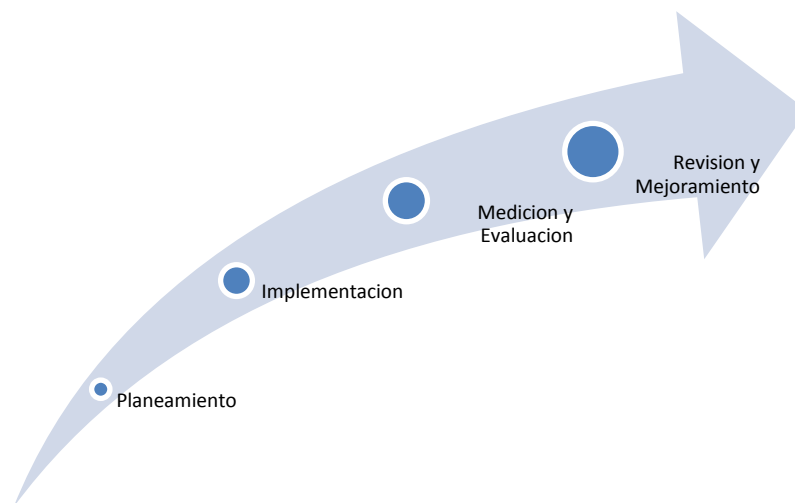 Planeamiento
Implementacion
Medicion y
Evaluacion
Revision y
Mejoramiento